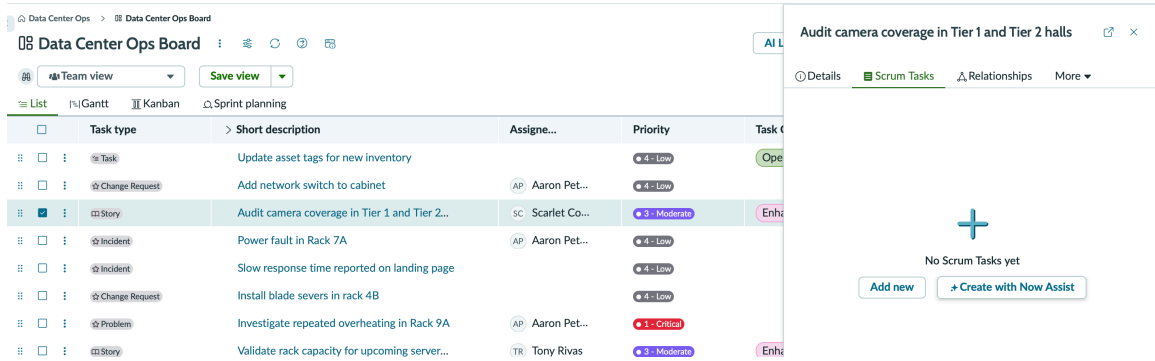 Data Center Ops > Data Center Ops Board
Data Center Ops Board
AI L
Team view
Save view
List Gantt Kanban Sprint planning
Task type Short description Assigne... Priority Task C
Task Update asset tags for new inventory 4 - Low Ope
Change Request Add network switch to cabinet AP Aaron Pet... 4 - Low
Story Audit camera coverage in Tier 1 and Tier 2... SC Scarlet Co... 3 - Moderate Enha
Incident Power fault in Rack 7A AP Aaron Pet... 4 - Low
Incident Slow response time reported on landing page 4 - Low
Change Request Install blade severs in rack 4B 4 - Low
Problem Investigate repeated overheating in Rack 9A AP Aaron Pet... 1 - Critical
Story Validate rack capacity for upcoming server... TR Tony Rivas 3 - Moderate Enha
Audit camera coverage in Tier 1 and Tier 2 halls
Details Scrum Tasks Relationships More
No Scrum Tasks yet
Add new Create with Now Assist